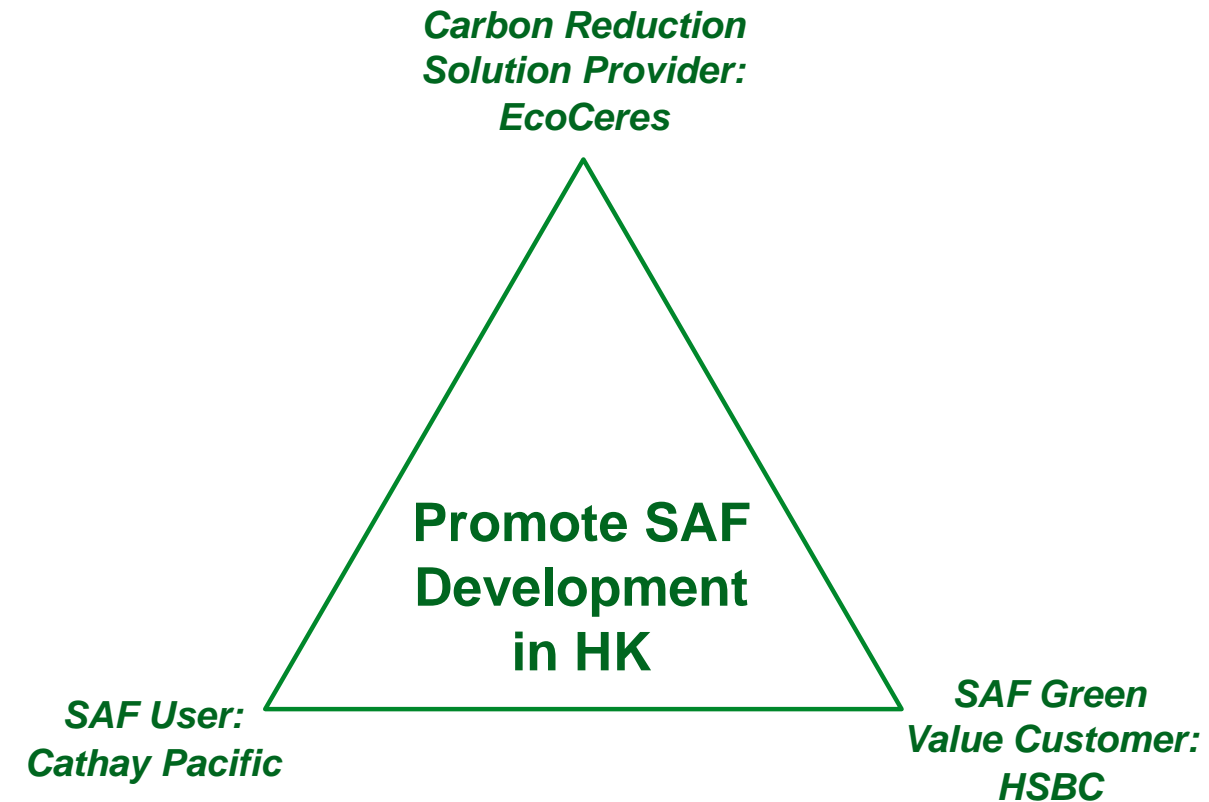 Carbon Reduction
Solution Provider:
EcoCeres
Promote SAF
Development
in HK
SAF User:
Cathay Pacific
SAF Green
Value Customer:
HSBC